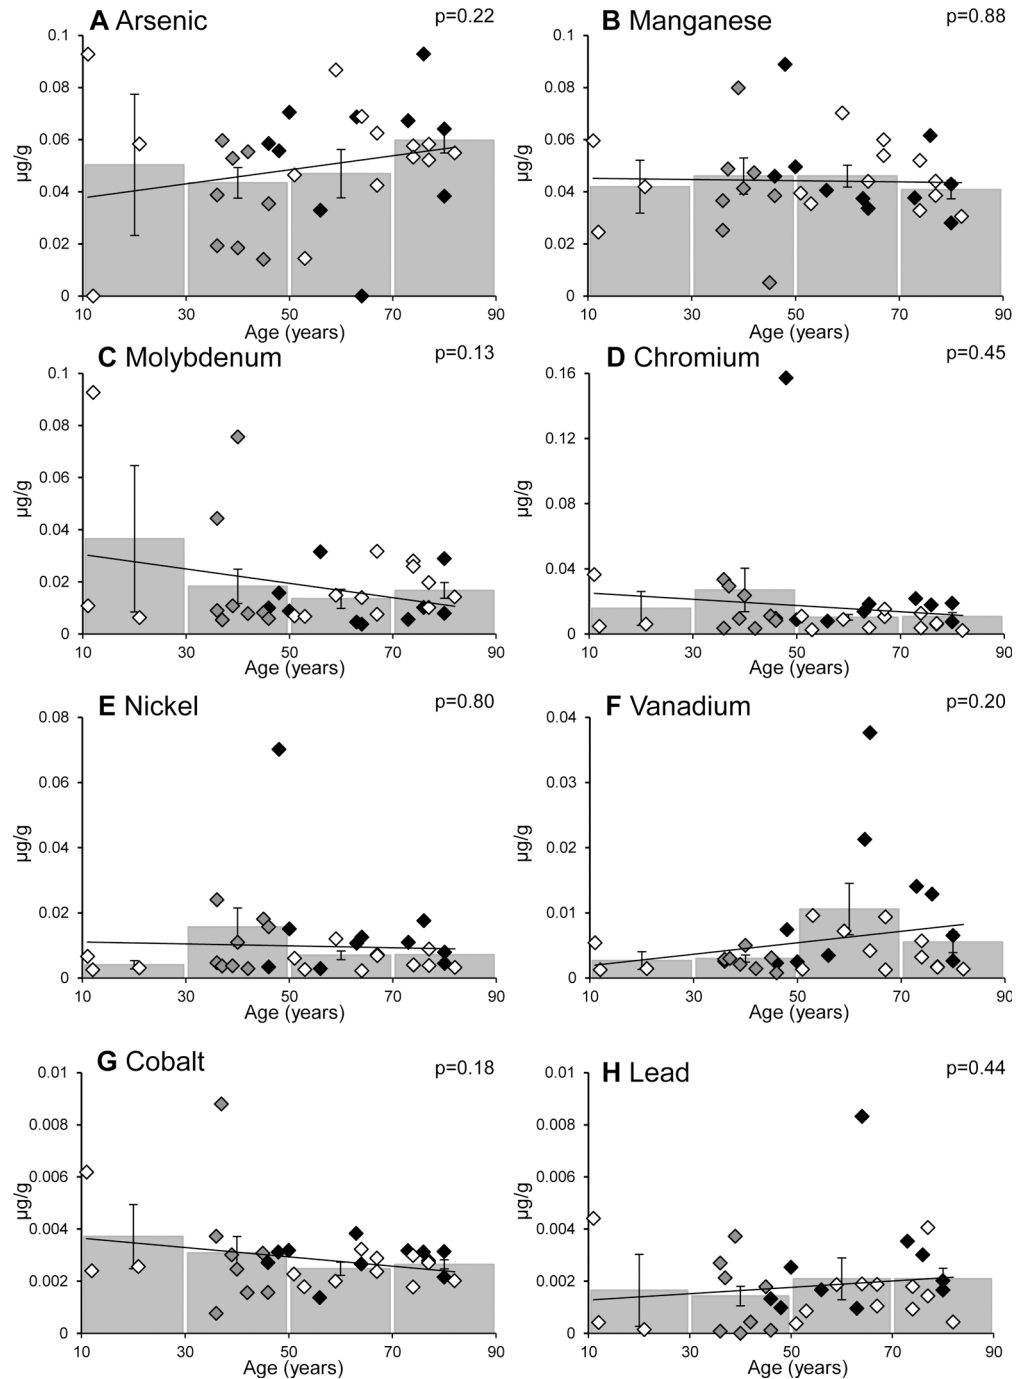 A Arsenic
p=0.22
B Manganese
p=0.88
0.1
0.08
0.06
0.04
0.02
0
µg/g
10 30 50 70 90
Age (years)
0.1
0.08
0.06
0.04
0.02
0
µg/g
10 30 50 70 90
Age (years)
C Molybdenum
p=0.13
D Chromium
p=0.45
0.1
0.08
0.06
0.04
0.02
0
µg/g
10 30 50 70 90
Age (years)
0.16
0.12
0.08
0.04
0
µg/g
10 30 50 70 90
Age (years)
E Nickel
p=0.80
F Vanadium
p=0.20
0.08
0.06
0.04
0.02
0
µg/g
10 30 50 70 90
Age (years)
0.04
0.03
0.02
0.01
0
µg/g
10 30 50 70 90
Age (years)
G Cobalt
p=0.18
H Lead
p=0.44
0.01
0.008
0.006
0.004
0.002
0
µg/g
10 30 50 70 90
Age (years)
0.01
0.008
0.006
0.004
0.002
0
µg/g
10 30 50 70 90
Age (years)